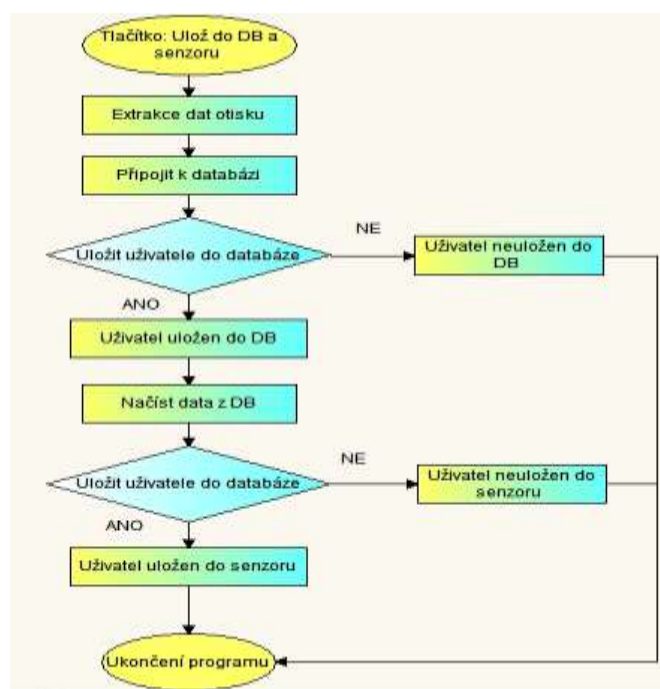 Tlačítko: Ulož do DB a
senzoru
Extrakce dat otisku
Připojit k databázi
Uložit uživatele do databáze
NE
Uživatel neuložen do
DB
ANO
Uživatel uložen do DB
Načíst data z DB
Uložit uživatele do databáze
NE
Uživatel neuložen do
senzoru
ANO
Uživatel uložen do senzoru
Ukončení programu